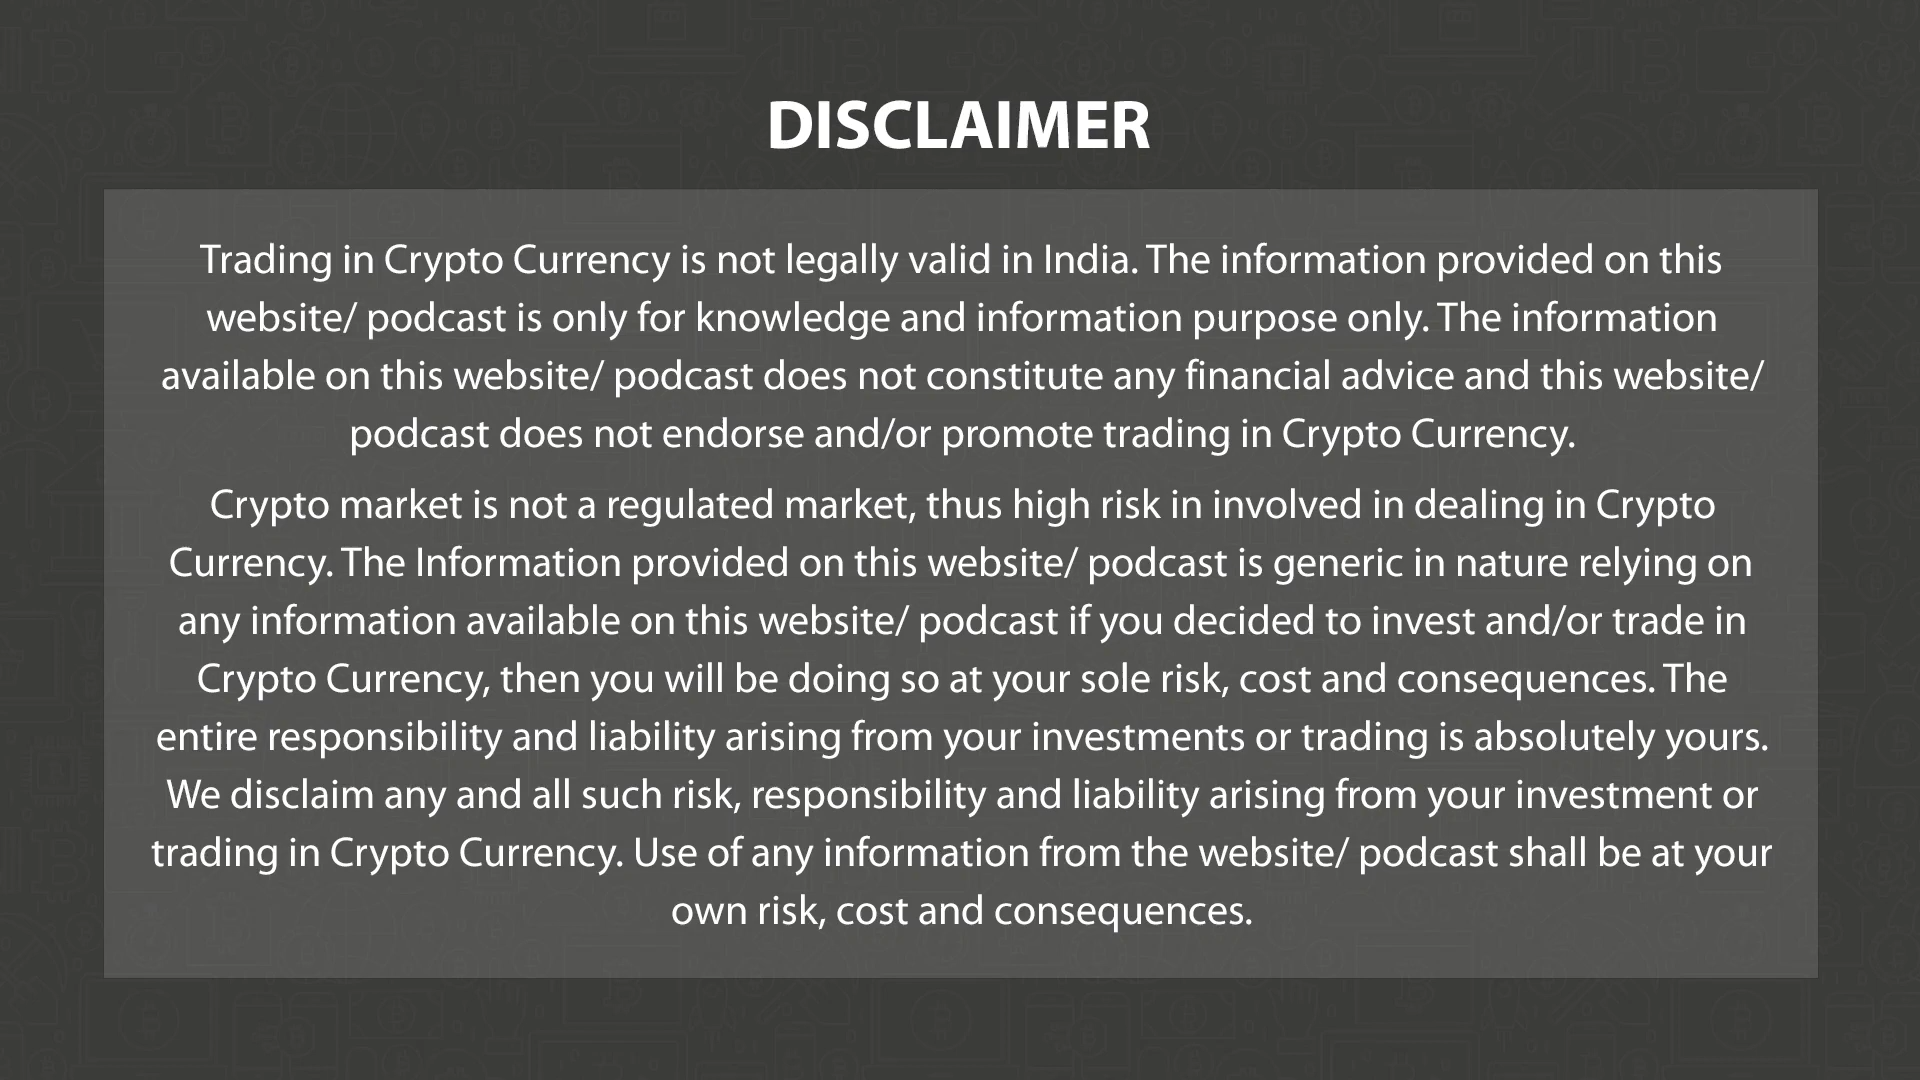 DISCLAIMER
Trading in Crypto Currency is not legally valid in India. The information provided on this
website/ podcast is only for knowledge and information purpose only. The information
available on this website/ podcast does not constitute any financial advice and this website/
podcast does not endorse and/or promote trading in Crypto Currency.
Crypto market is not a regulated market, thus high risk in involved in dealing in Crypto
Currency. The Information provided on this website/ podcast is generic in nature relying on
any information available on this website/ podcast if you decided to invest and/or trade in
Crypto Currency, then you will be doing so at your sole risk, cost and consequences. The
entire responsibility and liability arising from your investments or trading is absolutely yours.
We disclaim any and all such risk, responsibility and liability arising from your investment or
trading in Crypto Currency. Use of any information from the website/ podcast shall be at your
own risk, cost and consequences.